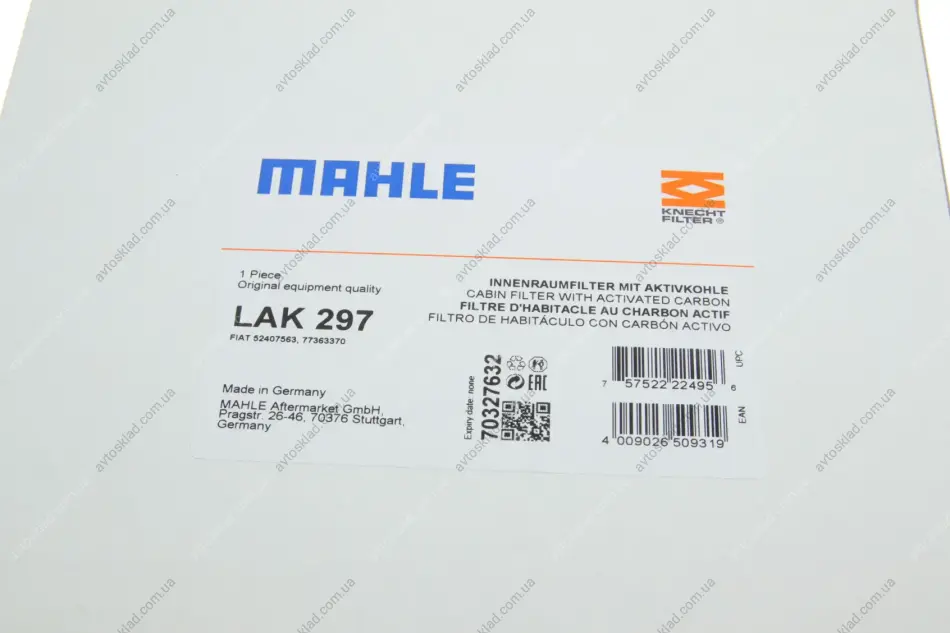 MAHLE
KNECHT
FILTER®
1 Piece
Original equipment quality
LAK 297
FIAT 52407563, 77363370
INNENRAUMFILTER MIT AKTIVKOHLE
CABIN FILTER WITH ACTIVATED CARBON
FILTRE D'HABITACLE AU CHARBON ACTIF
FILTRO DE HABITÁCULO CON CARBÓN ACTIVO
Made in Germany
MAHLE Aftermarket GmbH,
Pragstr. 26-46, 70376 Stuttgart,
Germany
Expiry date: none
70327632
EAC
7 57522 22495 6
UPC
4 009026 509319
EAN
avtosklad.com.ua